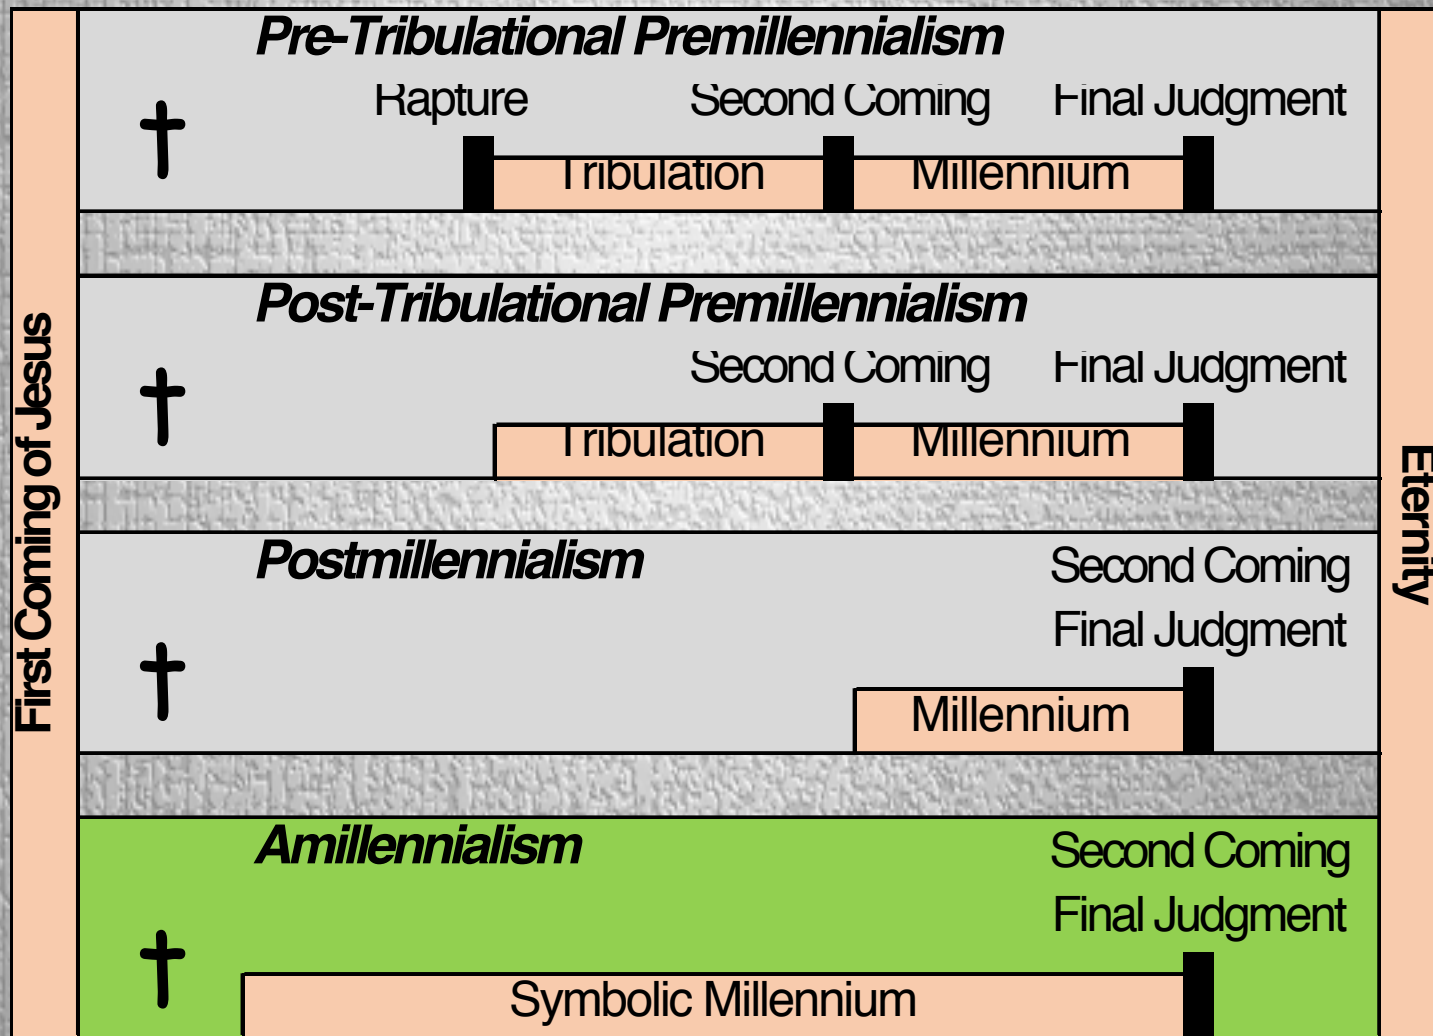 First Coming of Jesus
Pre-Tribulational Premillennialism
Rapture Second Coming Final Judgment
Tribulation Millennium
Post-Tribulational Premillennialism
Second Coming Final Judgment
Tribulation Millennium
Postmillennialism
Second Coming
Final Judgment
Millennium
Amillennialism
Second Coming
Final Judgment
Symbolic Millennium
Eternity